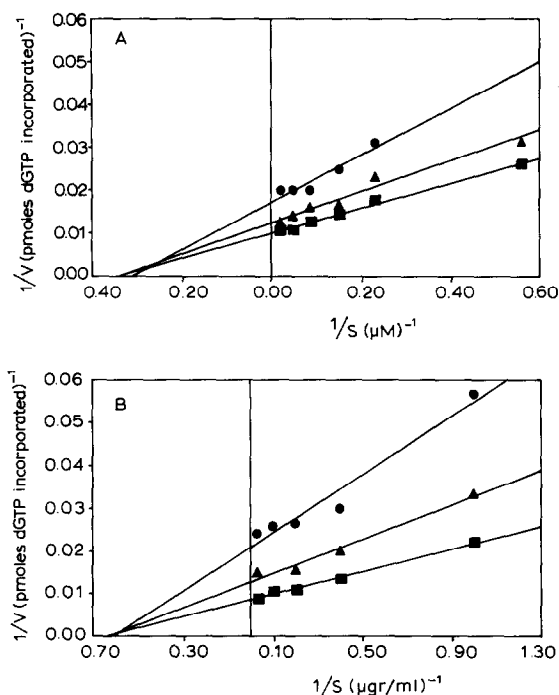 A
1/V (pmoles dGTP incorporated)⁻¹
0.06
0.05
0.04
0.03
0.02
0.01
0.00
0.40 0.20 0.00 0.20 0.40 0.60
1/S (µM)⁻¹
B
1/V (pmoles dGTP incorporated)⁻¹
0.06
0.05
0.04
0.03
0.02
0.01
0.00
0.70 0.30 0.10 0.50 0.90 1.30
1/S (µgr/ml)⁻¹